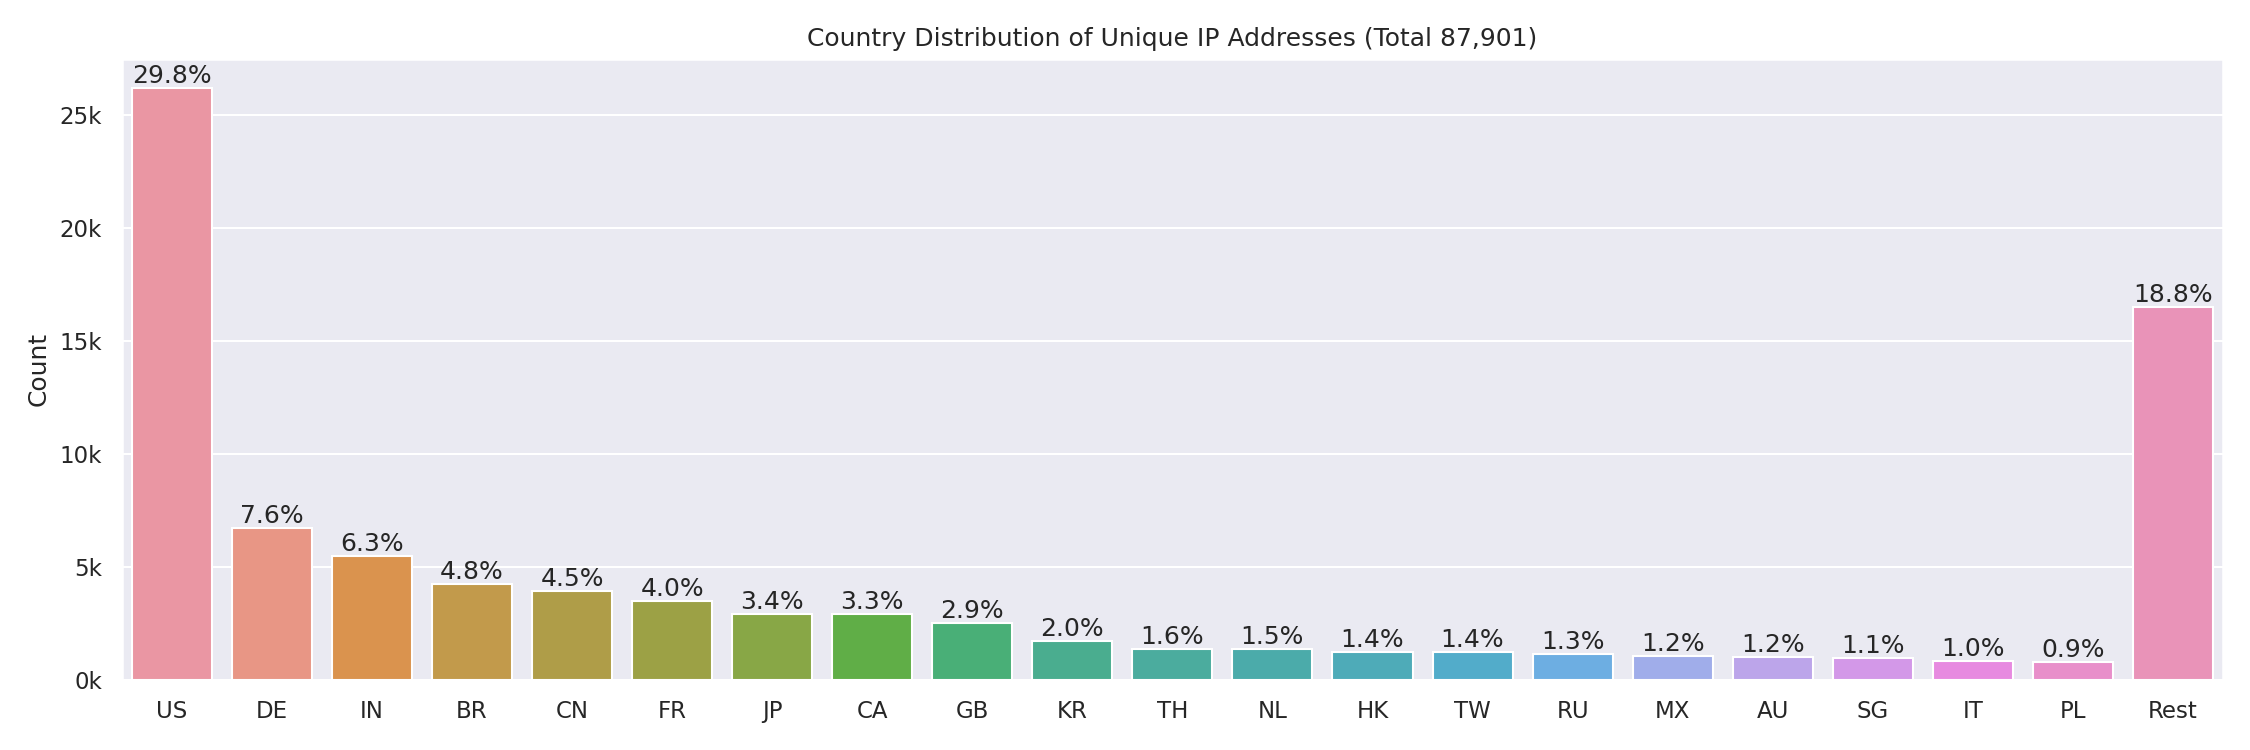 Country Distribution of Unique IP Addresses (Total 87,901)
Count
25k
20k
15k
10k
5k
0k
29.8%
7.6%
6.3%
4.8%
4.5%
4.0%
3.4%
3.3%
2.9%
2.0%
1.6%
1.5%
1.4%
1.4%
1.3%
1.2%
1.2%
1.1%
1.0%
0.9%
18.8%
US DE IN BR CN FR JP CA GB KR TH NL HK TW RU MX AU SG IT PL Rest